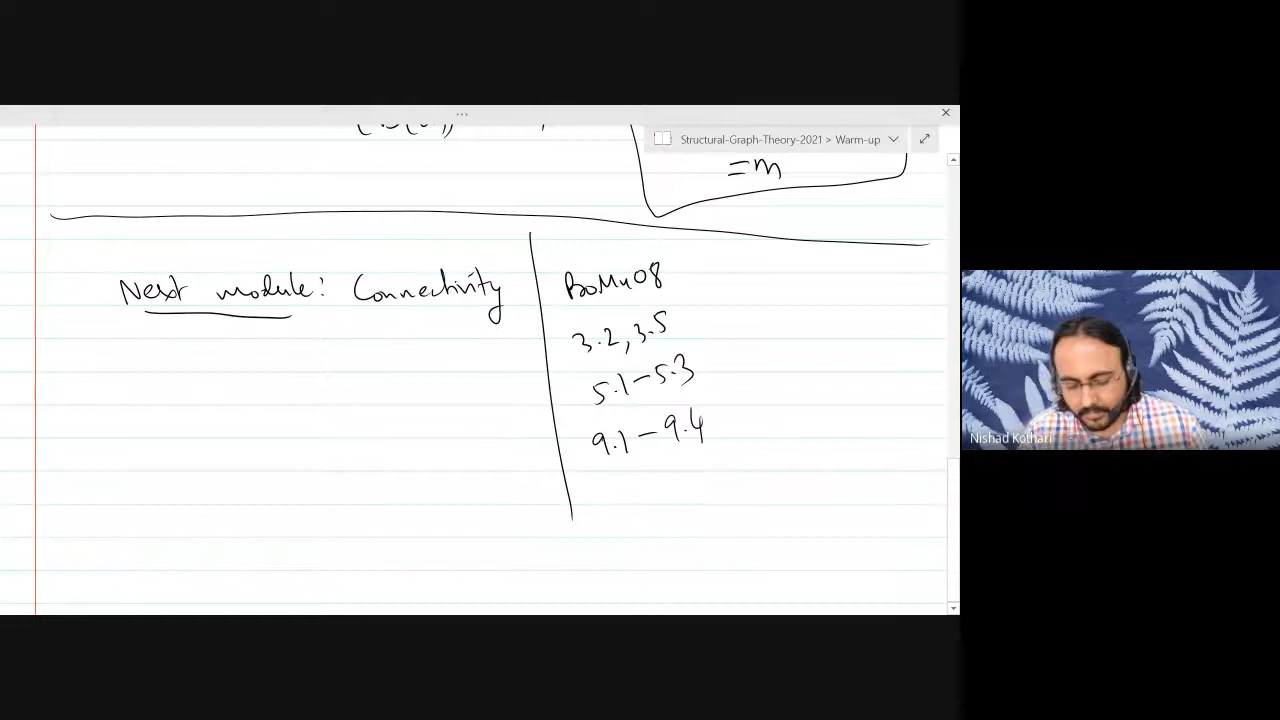 Structural-Graph-Theory-2021 > Warm-up
=m
Next module: Connectivity
BoMu08
3.2, 3.5
5.1-5.3
9.1-9.4
Nishad Kothari